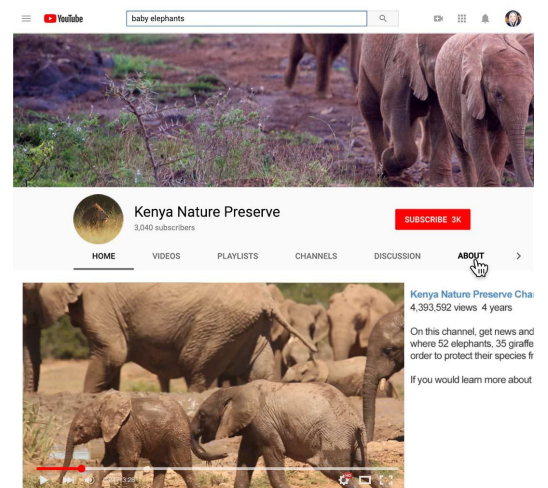 YouTube
baby elephants
Kenya Nature Preserve
3,040 subscribers
SUBSCRIBE 3K
HOME VIDEOS PLAYLISTS CHANNELS DISCUSSION ABOUT
Kenya Nature Preserve Cha
4,393,592 views 4 years
On this channel, get news and
where 52 elephants, 35 giraffe
order to protect their species fr
If you would learn more about